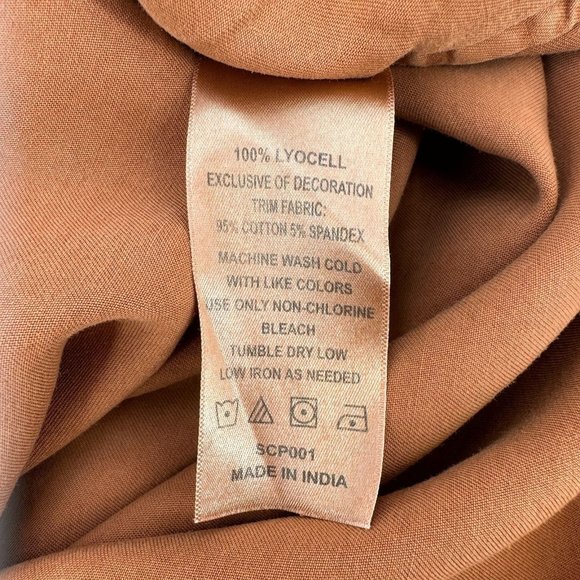 100% LYOCELL
EXCLUSIVE OF DECORATION
TRIM FABRIC:
95% COTTON 5% SPANDEX
MACHINE WASH COLD
WITH LIKE COLORS
USE ONLY NON-CHLORINE
BLEACH
TUMBLE DRY LOW
LOW IRON AS NEEDED
SCP001
MADE IN INDIA